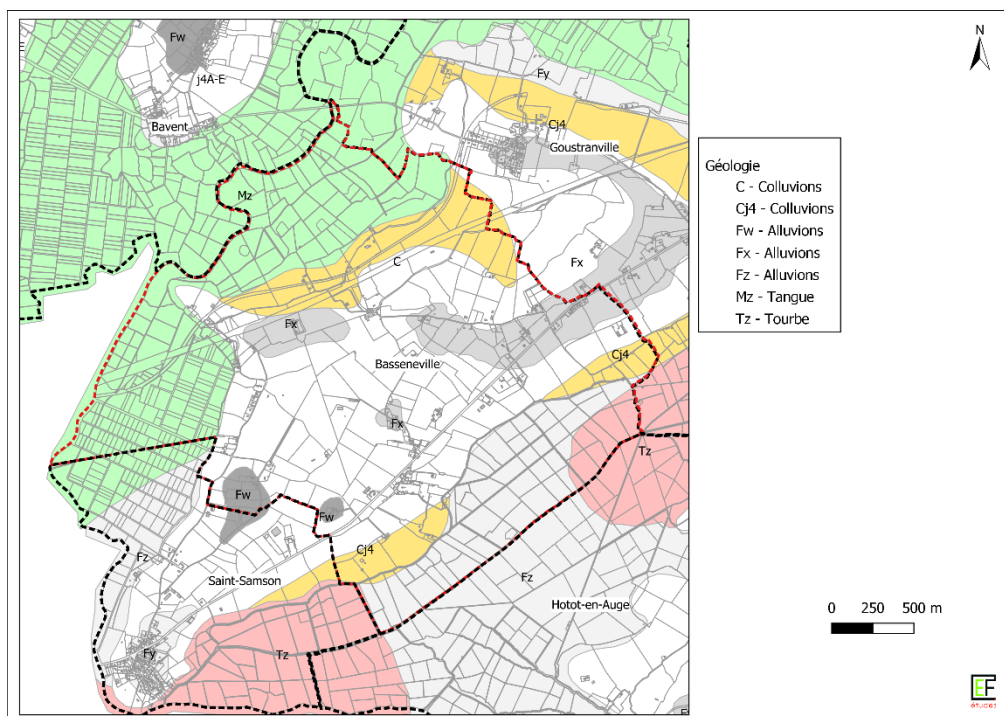 Fw
j4A-E
Bavent
Fy
Cj4
Goustranville
Mz
C
Fx
Fx
Basseneville
Cj4
Fx
Tz
Fw
Fw
Fz
Cj4
Saint-Samson
Fz
Hotot-en-Auge
Fy
Tz
N
Géologie
C - Colluvions
Cj4 - Colluvions
Fw - Alluvions
Fx - Alluvions
Fz - Alluvions
Mz - Tangue
Tz - Tourbe
0 250 500 m
EF
études